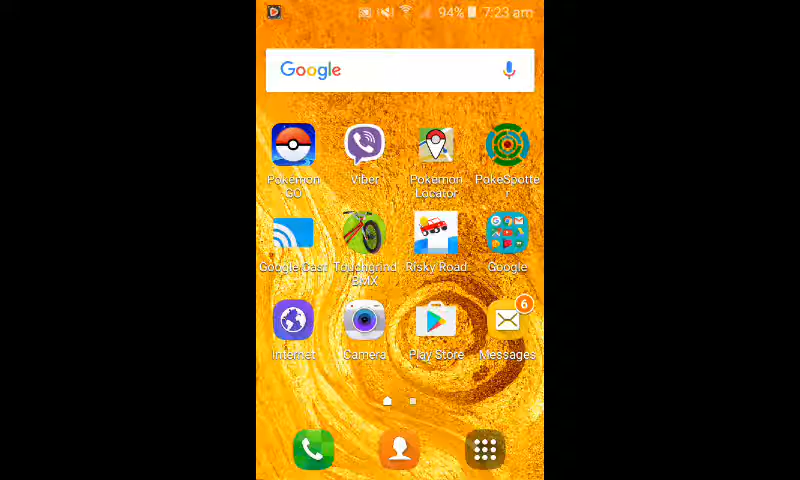 94% 7:23 am
Google
Pokémon GO
Viber
Pokemon Locator
PokeSpotter
Google Cast
Touchgrind BMX
Risky Road
Google
Internet
Camera
Play Store
6
Messages